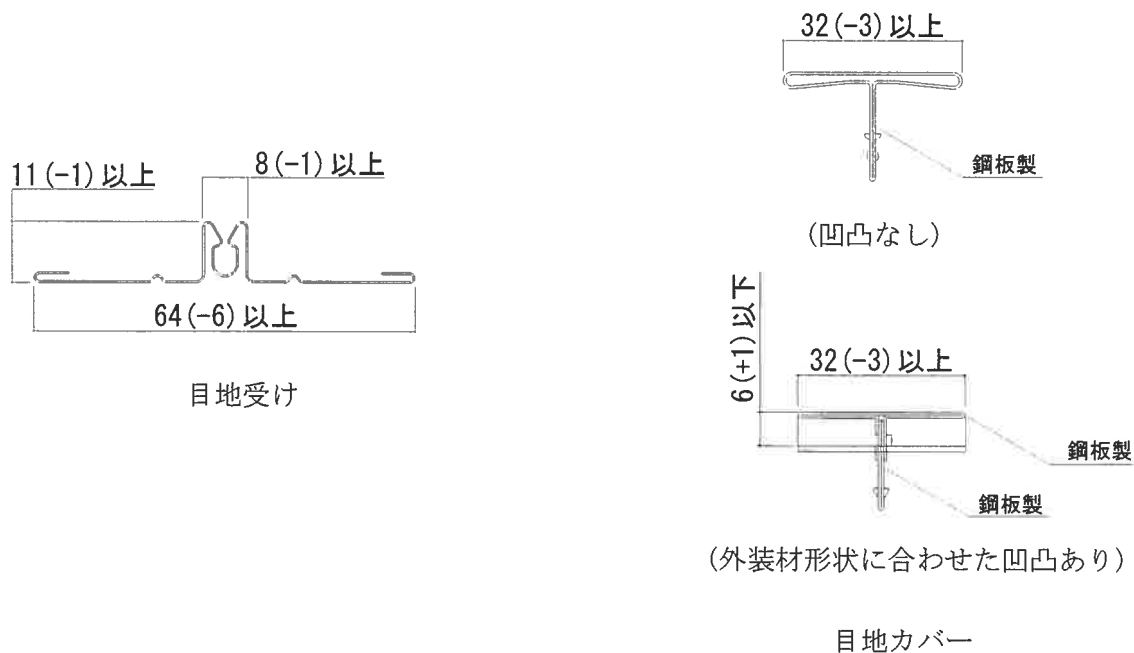 11(-1)以上
8(-1)以上
64(-6)以上
目地受け
32(-3)以上
鋼板製
(凹凸なし)
6(+1)以下
32(-3)以上
鋼板製
鋼板製
(外装材形状に合わせた凹凸あり)
目地カバー